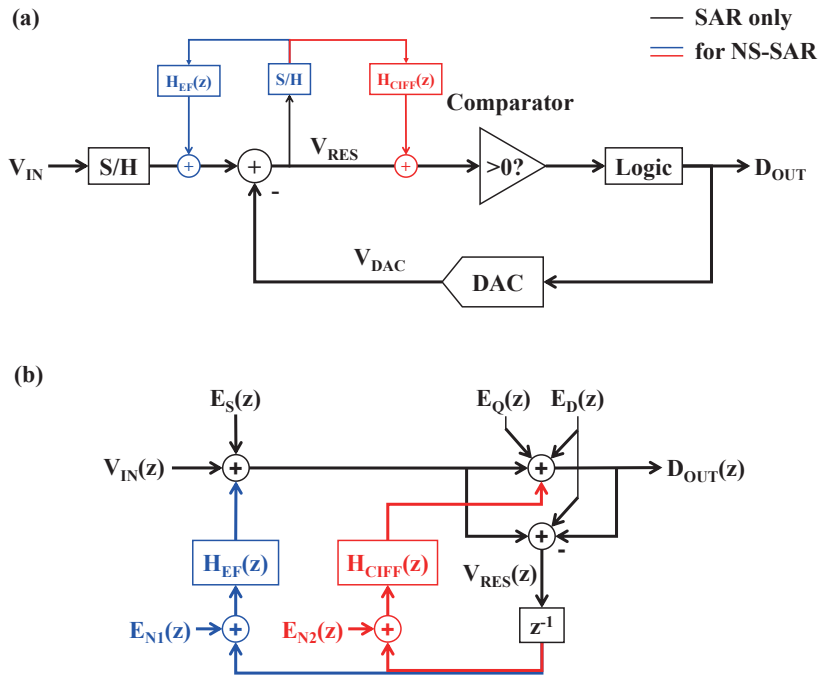 (a)
SAR only
for NS-SAR
H_EF(z)
S/H
H_CIFF(z)
Comparator
V_IN
S/H
+
+
-
V_RES
+
>0?
Logic
D_OUT
V_DAC
DAC
(b)
E_S(z)
E_Q(z)
E_D(z)
V_IN(z)
+
+
D_OUT(z)
+
-
H_EF(z)
H_CIFF(z)
V_RES(z)
E_N1(z)
+
E_N2(z)
+
z^-1